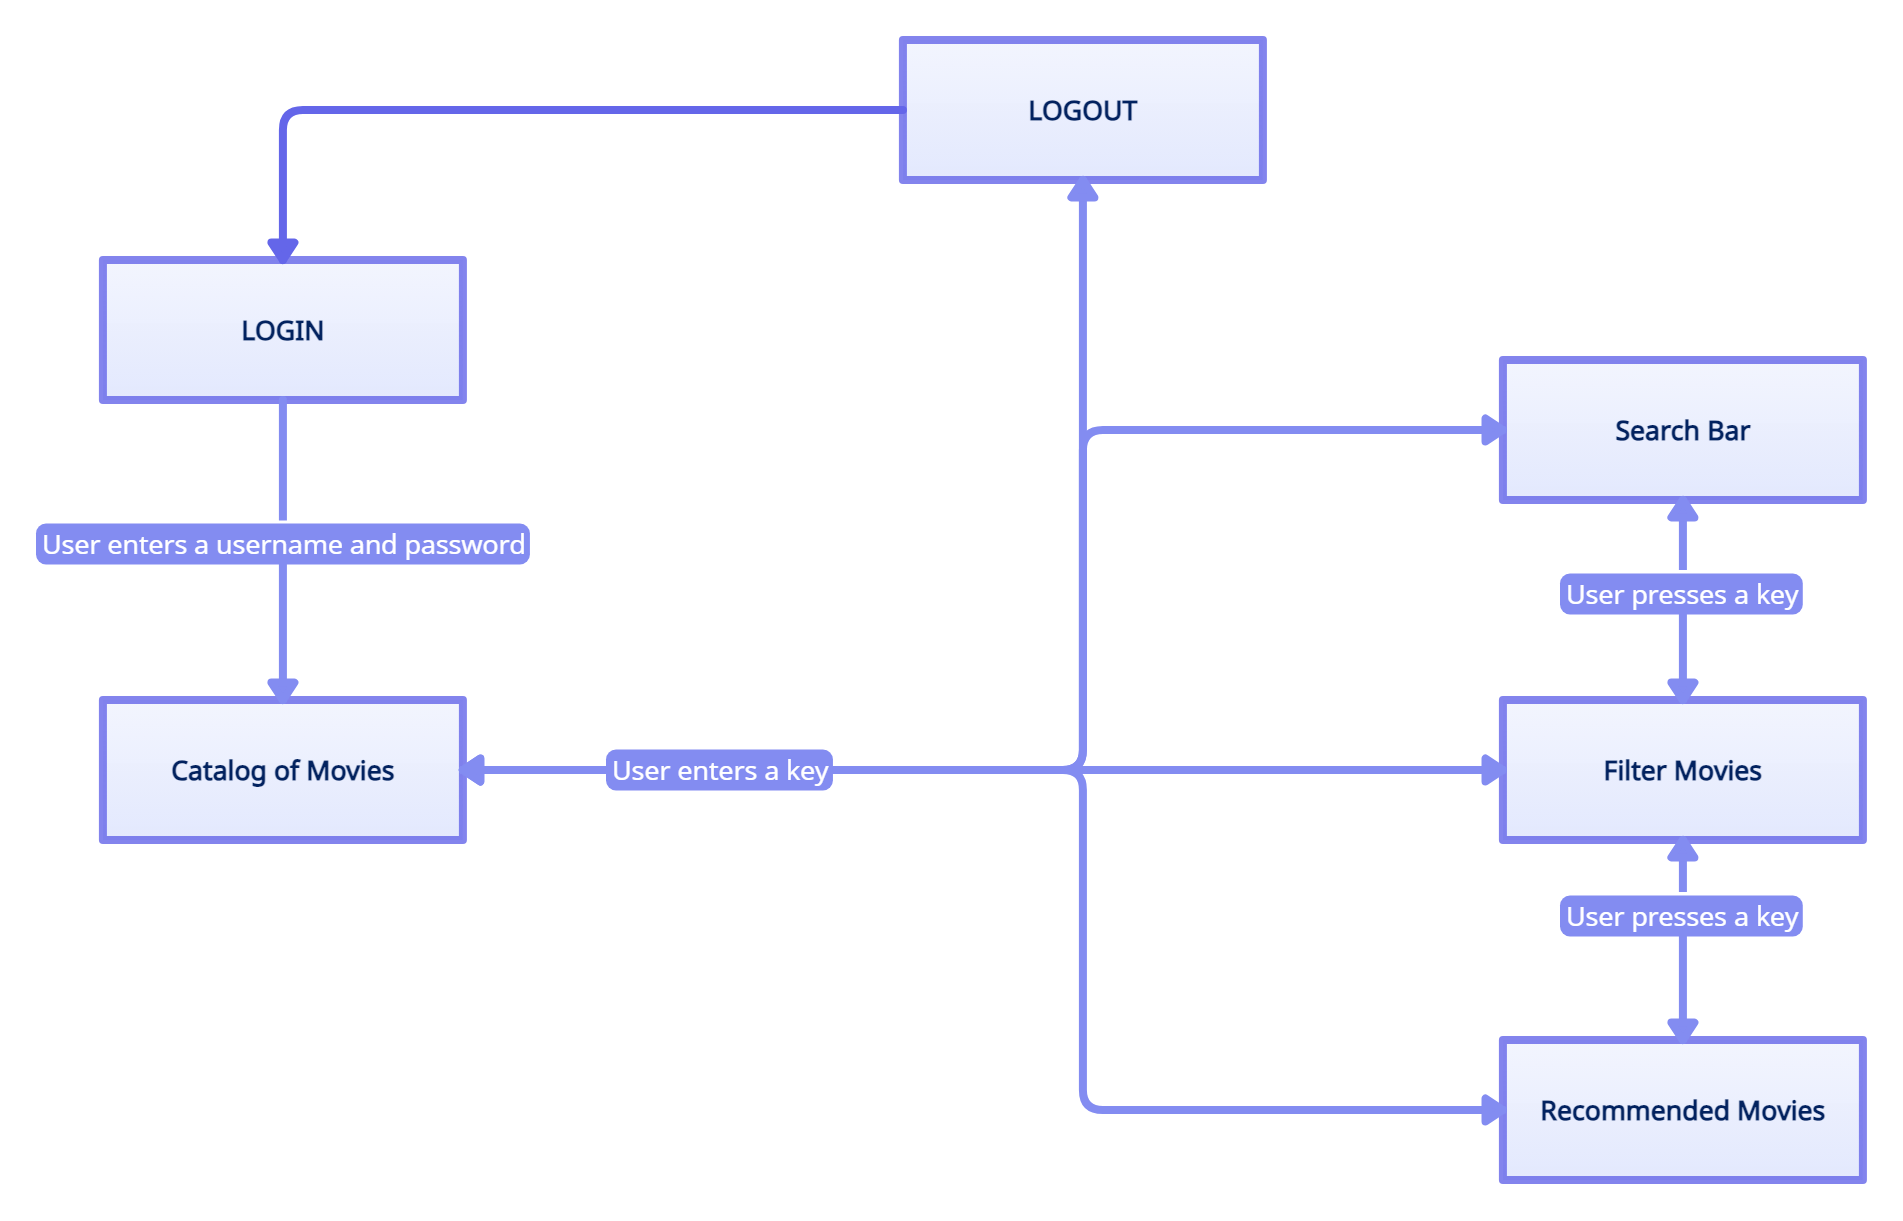 LOGOUT
LOGIN
Search Bar
User enters a username and password
User presses a key
Catalog of Movies
User enters a key
Filter Movies
User presses a key
Recommended Movies